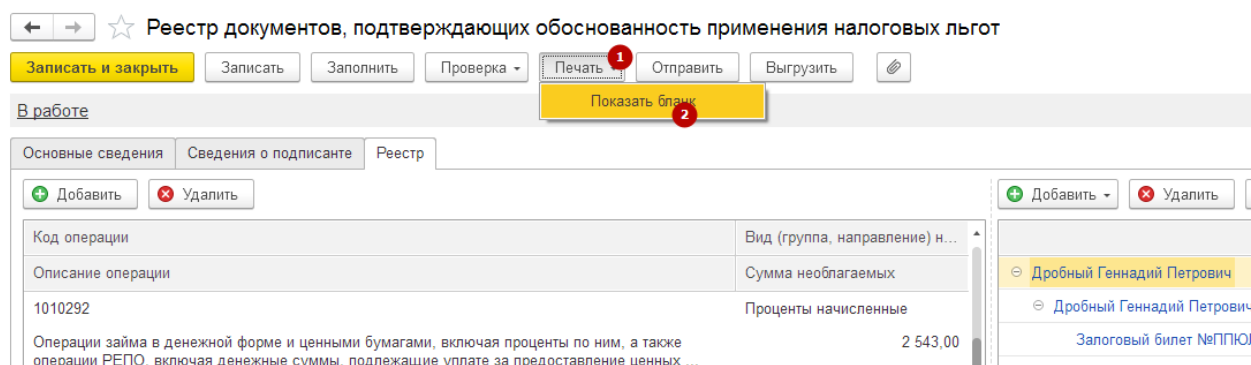 Реестр документов, подтверждающих обоснованность применения налоговых льгот
Записать и закрыть Записать Заполнить Проверка Печать 1 Отправить Выгрузить
Показать бланк 2
В работе
Основные сведения Сведения о подписанте Реестр
Добавить Удалить Добавить Удалить
Код операции Вид (группа, направление) н...
Описание операции Сумма необлагаемых Дробный Геннадий Петрович
1010292 Проценты начисленные Дробный Геннадий Петрович
Операции займа в денежной форме и ценными бумагами, включая проценты по ним, а также 2 543,00 Залоговый билет №ППЮЛ
операции РЕПО, включая денежные суммы, подлежащие уплате за предоставление ценных ...